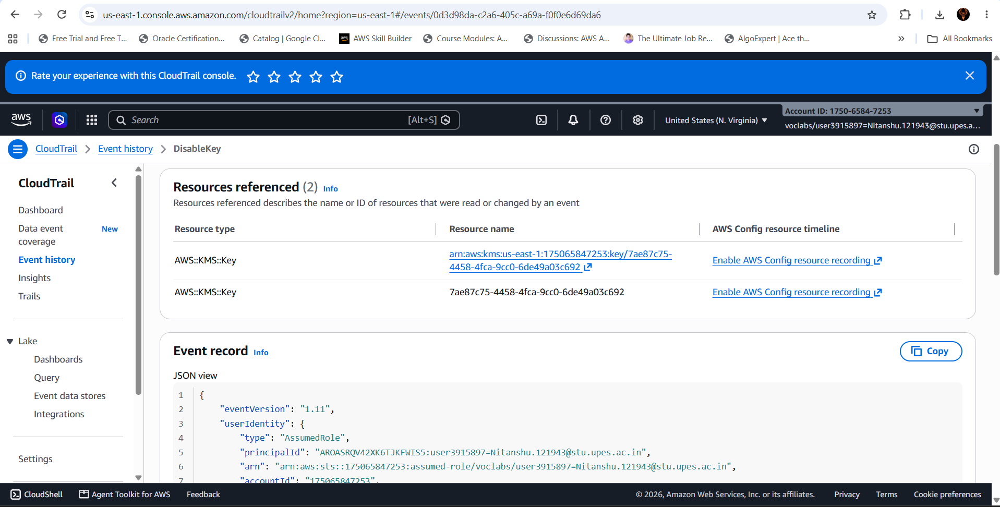 us-east-1.console.aws.amazon.com/cloudtrailv2/home?region=us-east-1#/events/0d3d98da-c2a6-405c-a69a-f0f0e6d69da6
Free Trial and Free T...
Oracle Certification...
Catalog | Google Cl...
aws
AWS Skill Builder
Course Modules: A...
Discussions: AWS A...
The Ultimate Job Re...
AlgoExpert | Ace th...
»
All Bookmarks
Rate your experience with this CloudTrail console.
aws
Search
[Alt+S]
United States (N. Virginia)
Account ID: 1750-6584-7253
voclabs/user3915897=Nitanshu.121943@stu.upes.a...
CloudTrail
Event history
DisableKey
CloudTrail
Dashboard
Data event
coverage
New
Event history
Insights
Trails
Lake
Dashboards
Query
Event data stores
Integrations
Settings
Resources referenced (2) Info
Resources referenced describes the name or ID of resources that were read or changed by an event
Resource type
Resource name
AWS Config resource timeline
AWS::KMS::Key
arn:aws:kms:us-east-1:175065847253:key/7ae87c75-
4458-4fca-9cc0-6de49a03c692
Enable AWS Config resource recording
AWS::KMS::Key
7ae87c75-4458-4fca-9cc0-6de49a03c692
Enable AWS Config resource recording
Event record Info
Copy
JSON view
1 {
2 "eventVersion": "1.11",
3 "userIdentity": {
4 "type": "AssumedRole",
5 "principalId": "AROASRQV42XK6TJKFWIS5:user3915897=Nitanshu.121943@stu.upes.ac.in",
6 "arn": "arn:aws:sts::175065847253:assumed-role/voclabs/user3915897=Nitanshu.121943@stu.upes.ac.in",
7 "accountId": "175065847253",
CloudShell
Agent Toolkit for AWS
Feedback
© 2026, Amazon Web Services, Inc. or its affiliates.
Privacy
Terms
Cookie preferences